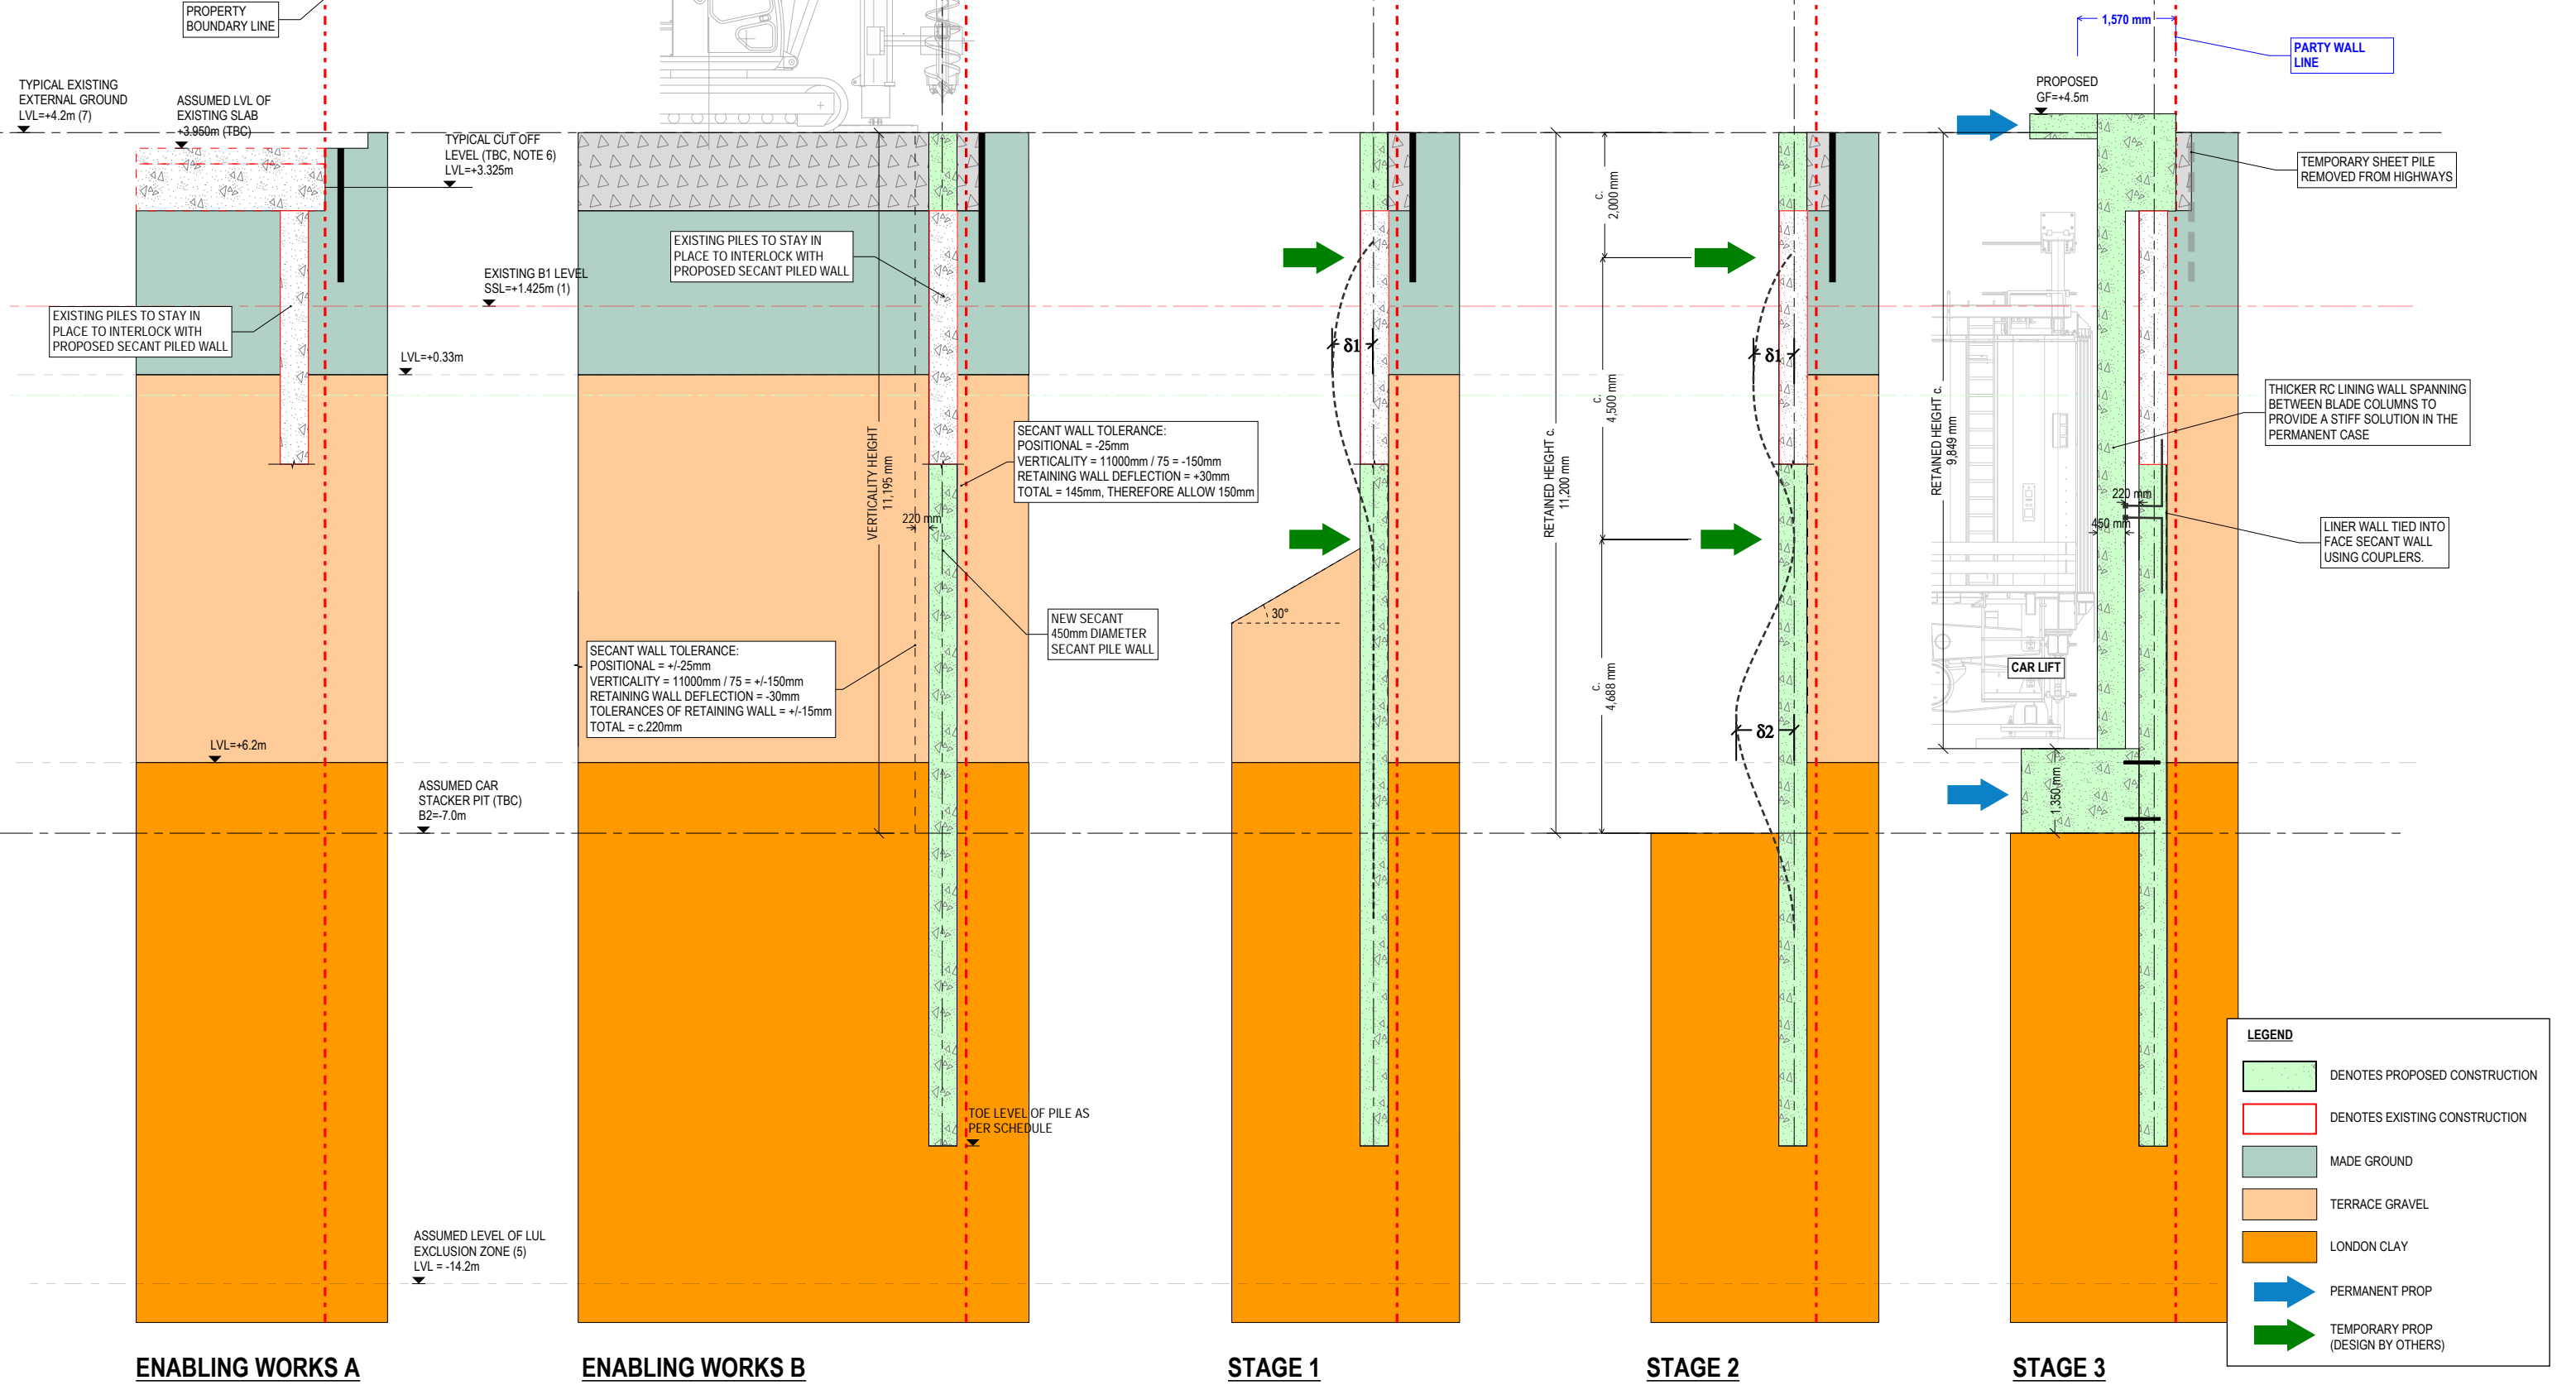 PROPERTY
BOUNDARY LINE
TYPICAL EXISTING
EXTERNAL GROUND
LVL=+4.2m (7)
ASSUMED LVL OF
EXISTING SLAB
+3.950m (TBC)
TYPICAL CUT OFF
LEVEL (TBC, NOTE 6)
LVL=+3.325m
EXISTING B1 LEVEL
SSL=+1.425m (1)
EXISTING PILES TO STAY IN
PLACE TO INTERLOCK WITH
PROPOSED SECANT PILED WALL
LVL=+0.33m
LVL=+6.2m
ASSUMED CAR
STACKER PIT (TBC)
B2=-7.0m
ASSUMED LEVEL OF LUL
EXCLUSION ZONE (5)
LVL = -14.2m
ENABLING WORKS A
EXISTING PILES TO STAY IN
PLACE TO INTERLOCK WITH
PROPOSED SECANT PILED WALL
VERTICALITY HEIGHT
11,195 mm
220 mm
SECANT WALL TOLERANCE:
POSITIONAL = -25mm
VERTICALITY = 11000mm / 75 = -150mm
RETAINING WALL DEFLECTION = +30mm
TOTAL = 145mm, THEREFORE ALLOW 150mm
NEW SECANT
450mm DIAMETER
SECANT PILE WALL
SECANT WALL TOLERANCE:
POSITIONAL = +/-25mm
VERTICALITY = 11000mm / 75 = +/-150mm
RETAINING WALL DEFLECTION = -30mm
TOLERANCES OF RETAINING WALL = +/-15mm
TOTAL = c.220mm
TOE LEVEL OF PILE AS
PER SCHEDULE
ENABLING WORKS B
δ1
30°
STAGE 1
RETAINED HEIGHT c.
11,200 mm
c.
2,000 mm
c.
4,500 mm
c.
4,688 mm
δ1
δ2
STAGE 2
1,570 mm
PARTY WALL
LINE
PROPOSED
GF=+4.5m
TEMPORARY SHEET PILE
REMOVED FROM HIGHWAYS
RETAINED HEIGHT c.
9,849 mm
THICKER RC LINING WALL SPANNING
BETWEEN BLADE COLUMNS TO
PROVIDE A STIFF SOLUTION IN THE
PERMANENT CASE
220 mm
450 mm
LINER WALL TIED INTO
FACE SECANT WALL
USING COUPLERS.
CAR LIFT
1,350 mm
STAGE 3
LEGEND
DENOTES PROPOSED CONSTRUCTION
DENOTES EXISTING CONSTRUCTION
MADE GROUND
TERRACE GRAVEL
LONDON CLAY
PERMANENT PROP
TEMPORARY PROP
(DESIGN BY OTHERS)